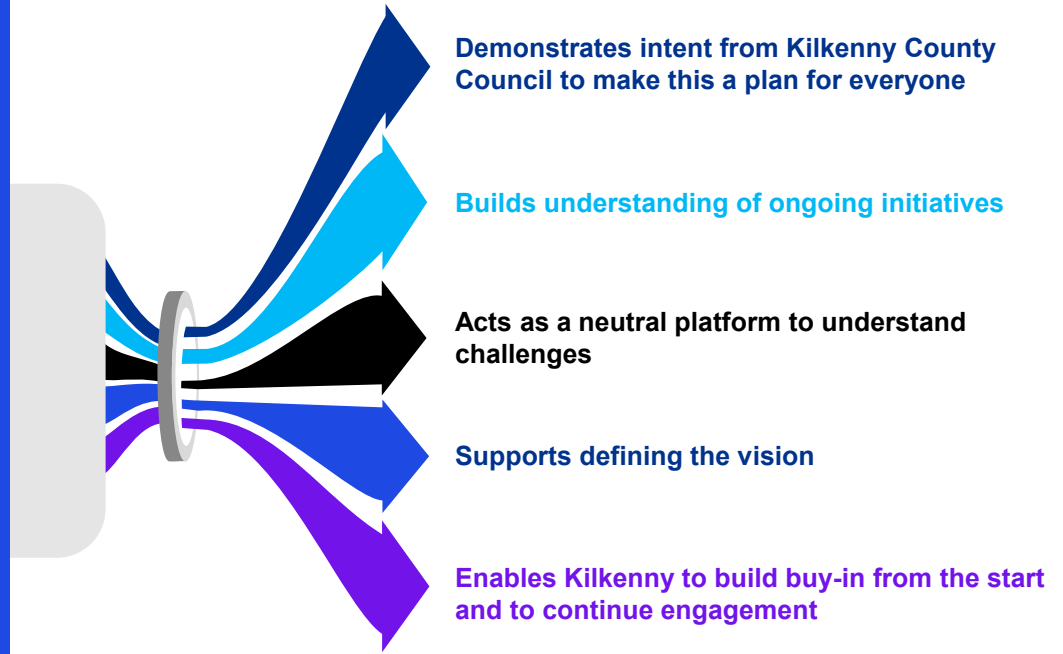 Demonstrates intent from Kilkenny County
Council to make this a plan for everyone
Builds understanding of ongoing initiatives
Acts as a neutral platform to understand
challenges
Supports defining the vision
Enables Kilkenny to build buy-in from the start
and to continue engagement